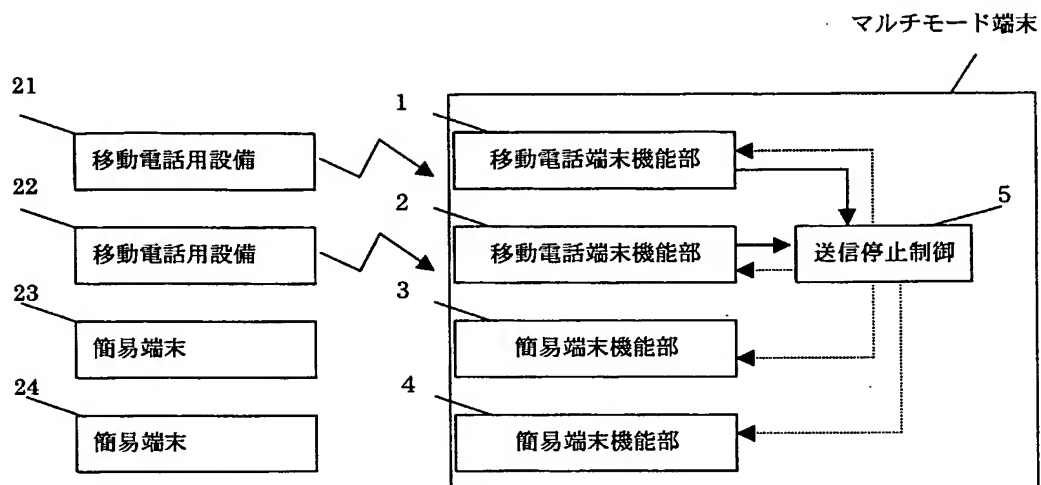 マルチモード端末
21
1
移動電話用設備
移動電話端末機能部
22
2
5
移動電話用設備
移動電話端末機能部
送信停止制御
23
3
簡易端末
簡易端末機能部
24
4
簡易端末
簡易端末機能部